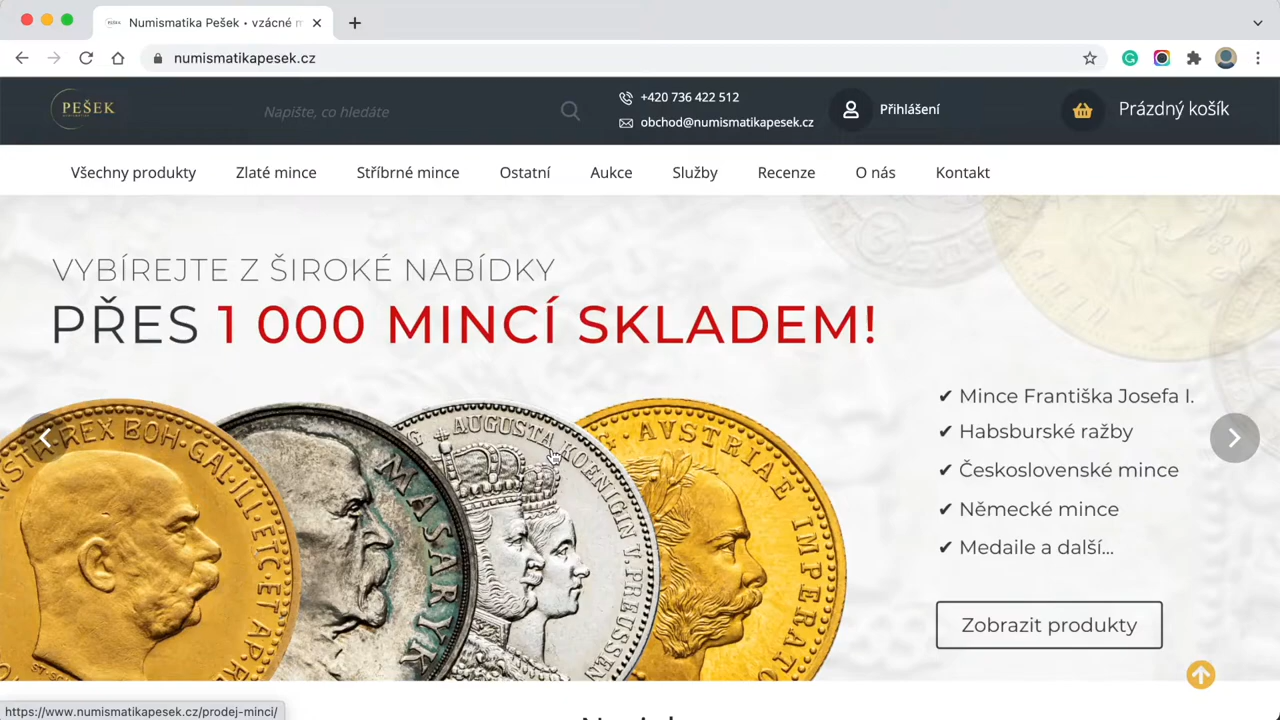 Numismatika Pešek • vzácné m
numismatikapesek.cz
PEŠEK
Napište, co hledáte
+420 736 422 512
obchod@numismatikapesek.cz
Přihlášení
Prázdný košík
Všechny produkty
Zlaté mince
Stříbrné mince
Ostatní
Aukce
Služby
Recenze
O nás
Kontakt
VYBÍREJTE Z ŠIROKÉ NABÍDKY
PŘES 1 000 MINCÍ SKLADEM!
✔ Mince Františka Josefa I.
✔ Habsburské ražby
✔ Československé mince
✔ Německé mince
✔ Medaile a další...
REX BOH·GAL·ILL·ETC·ET AP·
MASARYK
AUGUSTA KOENIGIN V. PREUSSEN
AVSTRIAE IMPERATO
Zobrazit produkty
https://www.numismatikapesek.cz/prodej-minci/